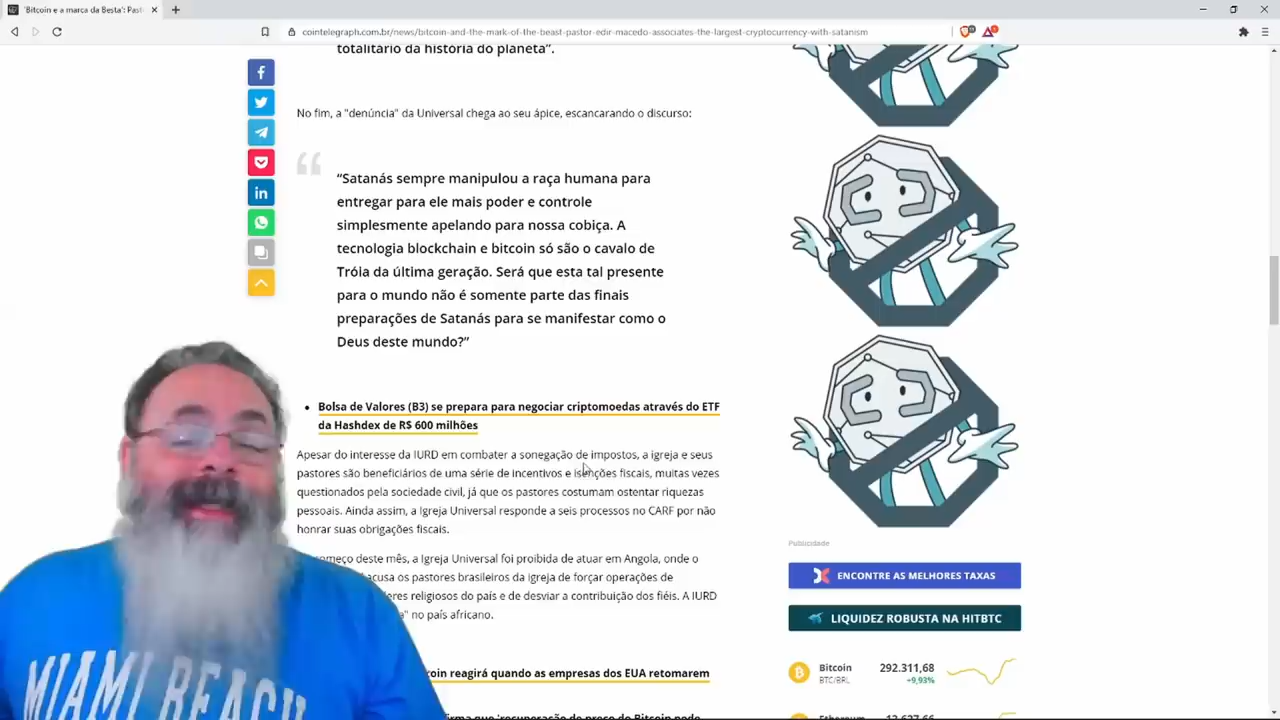 'Bitcoin e a marca da Besta': Past
cointelegraph.com.br/news/bitcoin-and-the-mark-of-the-beast-pastor-edir-macedo-associates-the-largest-cryptocurrency-with-satanism
totalitário da história do planeta”.
No fim, a "denúncia" da Universal chega ao seu ápice, escancarando o discurso:
“Satanás sempre manipulou a raça humana para
entregar para ele mais poder e controle
simplesmente apelando para nossa cobiça. A
tecnologia blockchain e bitcoin só são o cavalo de
Tróia da última geração. Será que esta tal presente
para o mundo não é somente parte das finais
preparações de Satanás para se manifestar como o
Deus deste mundo?”
Bolsa de Valores (B3) se prepara para negociar criptomoedas através do ETF
da Hashdex de R$ 600 milhões
Apesar do interesse da IURD em combater a sonegação de impostos, a igreja e seus
pastores são beneficiários de uma série de incentivos e isenções fiscais, muitas vezes
questionados pela sociedade civil, já que os pastores costumam ostentar riquezas
pessoais. Ainda assim, a Igreja Universal responde a seis processos no CARF por não
honrar suas obrigações fiscais.
começo deste mês, a Igreja Universal foi proibida de atuar em Angola, onde o
acusa os pastores brasileiros da igreja de forçar operações de
religiosos do país e de desviar a contribuição dos fiéis. A IURD
no país africano.
reagirá quando as empresas dos EUA retomarem
que 'recuperação de preço do Bitcoin pode
Publicidade
ENCONTRE AS MELHORES TAXAS
LIQUIDEZ ROBUSTA NA HITBTC
Bitcoin 292.311,68
BTC/BRL +9,93%